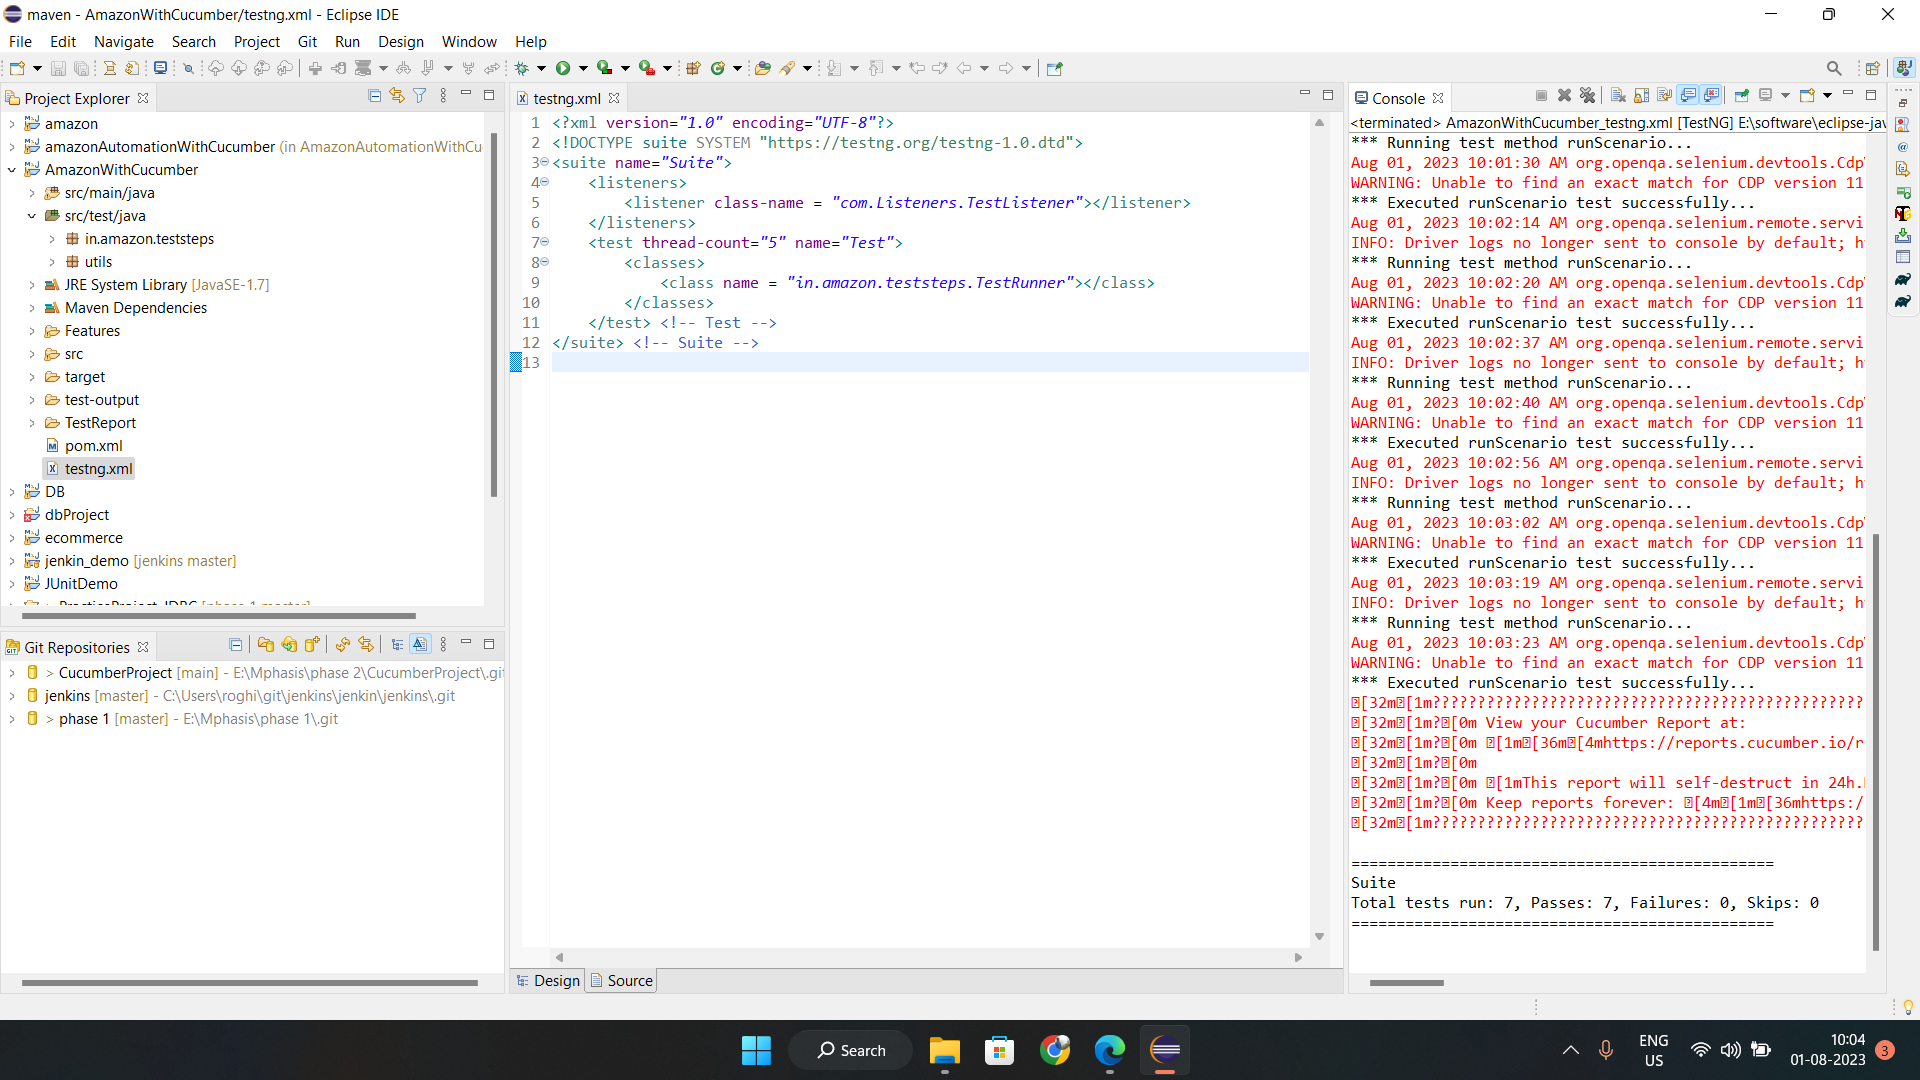 maven - AmazonWithCucumber/testng.xml - Eclipse IDE
File Edit Navigate Search Project Git Run Design Window Help
Project Explorer
amazon
amazonAutomationWithCucumber (in AmazonAutomationWithCu
AmazonWithCucumber
src/main/java
src/test/java
in.amazon.teststeps
utils
JRE System Library [JavaSE-1.7]
Maven Dependencies
Features
src
target
test-output
TestReport
pom.xml
testng.xml
DB
dbProject
ecommerce
jenkin_demo [jenkins master]
JUnitDemo
Git Repositories
> CucumberProject [main] - E:\Mphasis\phase 2\CucumberProject\.gi
jenkins [master] - C:\Users\roghi\git\jenkins\jenkin\jenkins\.git
> phase 1 [master] - E:\Mphasis\phase 1\.git
testng.xml
1 <?xml version="1.0" encoding="UTF-8"?>
2 <!DOCTYPE suite SYSTEM "https://testng.org/testng-1.0.dtd">
3 <suite name="Suite">
4 <listeners>
5 <listener class-name = "com.Listeners.TestListener"></listener>
6 </listeners>
7 <test thread-count="5" name="Test">
8 <classes>
9 <class name = "in.amazon.teststeps.TestRunner"></class>
10 </classes>
11 </test> <!-- Test -->
12 </suite> <!-- Suite -->
13
Design Source
Console
<terminated> AmazonWithCucumber_testng.xml [TestNG] E:\software\eclipse-jav
*** Running test method runScenario...
Aug 01, 2023 10:01:30 AM org.openqa.selenium.devtools.Cdp
WARNING: Unable to find an exact match for CDP version 11
*** Executed runScenario test successfully...
Aug 01, 2023 10:02:14 AM org.openqa.selenium.remote.servi
INFO: Driver logs no longer sent to console by default; h
*** Running test method runScenario...
Aug 01, 2023 10:02:20 AM org.openqa.selenium.devtools.Cdp
WARNING: Unable to find an exact match for CDP version 11
*** Executed runScenario test successfully...
Aug 01, 2023 10:02:37 AM org.openqa.selenium.remote.servi
INFO: Driver logs no longer sent to console by default; h
*** Running test method runScenario...
Aug 01, 2023 10:02:40 AM org.openqa.selenium.devtools.Cdp
WARNING: Unable to find an exact match for CDP version 11
*** Executed runScenario test successfully...
Aug 01, 2023 10:02:56 AM org.openqa.selenium.remote.servi
INFO: Driver logs no longer sent to console by default; h
*** Running test method runScenario...
Aug 01, 2023 10:03:02 AM org.openqa.selenium.devtools.Cdp
WARNING: Unable to find an exact match for CDP version 11
*** Executed runScenario test successfully...
Aug 01, 2023 10:03:19 AM org.openqa.selenium.remote.servi
INFO: Driver logs no longer sent to console by default; h
*** Running test method runScenario...
Aug 01, 2023 10:03:23 AM org.openqa.selenium.devtools.Cdp
WARNING: Unable to find an exact match for CDP version 11
*** Executed runScenario test successfully...
[32m[1m????????????????????????????????????????????????
[32m[1m?[0m View your Cucumber Report at:
[32m[1m?[0m [1m[36m[4mhttps://reports.cucumber.io/r
[32m[1m?[0m
[32m[1m?[0m [1mThis report will self-destruct in 24h.
[32m[1m?[0m Keep reports forever: [4m[1m[36mhttps:/
[32m[1m????????????????????????????????????????????????
===============================================
Suite
Total tests run: 7, Passes: 7, Failures: 0, Skips: 0
===============================================
Search
ENG
US
10:04
01-08-2023
3